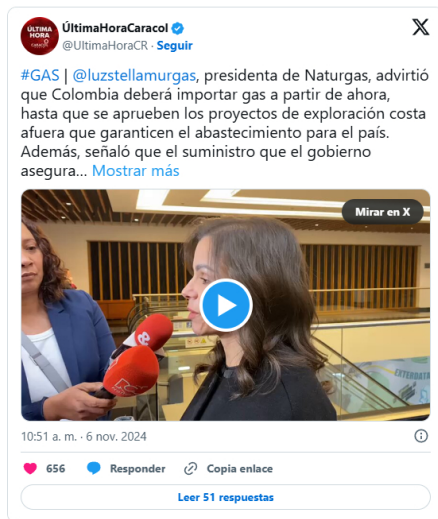 ÚLTIMA
HORA
CARACOL
ÚltimaHoraCaracol
@UltimaHoraCR · Seguir
#GAS | @luzstellamurgas, presidenta de Naturgas, advirtió
que Colombia deberá importar gas a partir de ahora,
hasta que se aprueben los proyectos de exploración costa
afuera que garanticen el abastecimiento para el país.
Además, señaló que el suministro que el gobierno
asegura... Mostrar más
Mirar en X
10:51 a. m. · 6 nov. 2024
656 Responder Copia enlace
Leer 51 respuestas